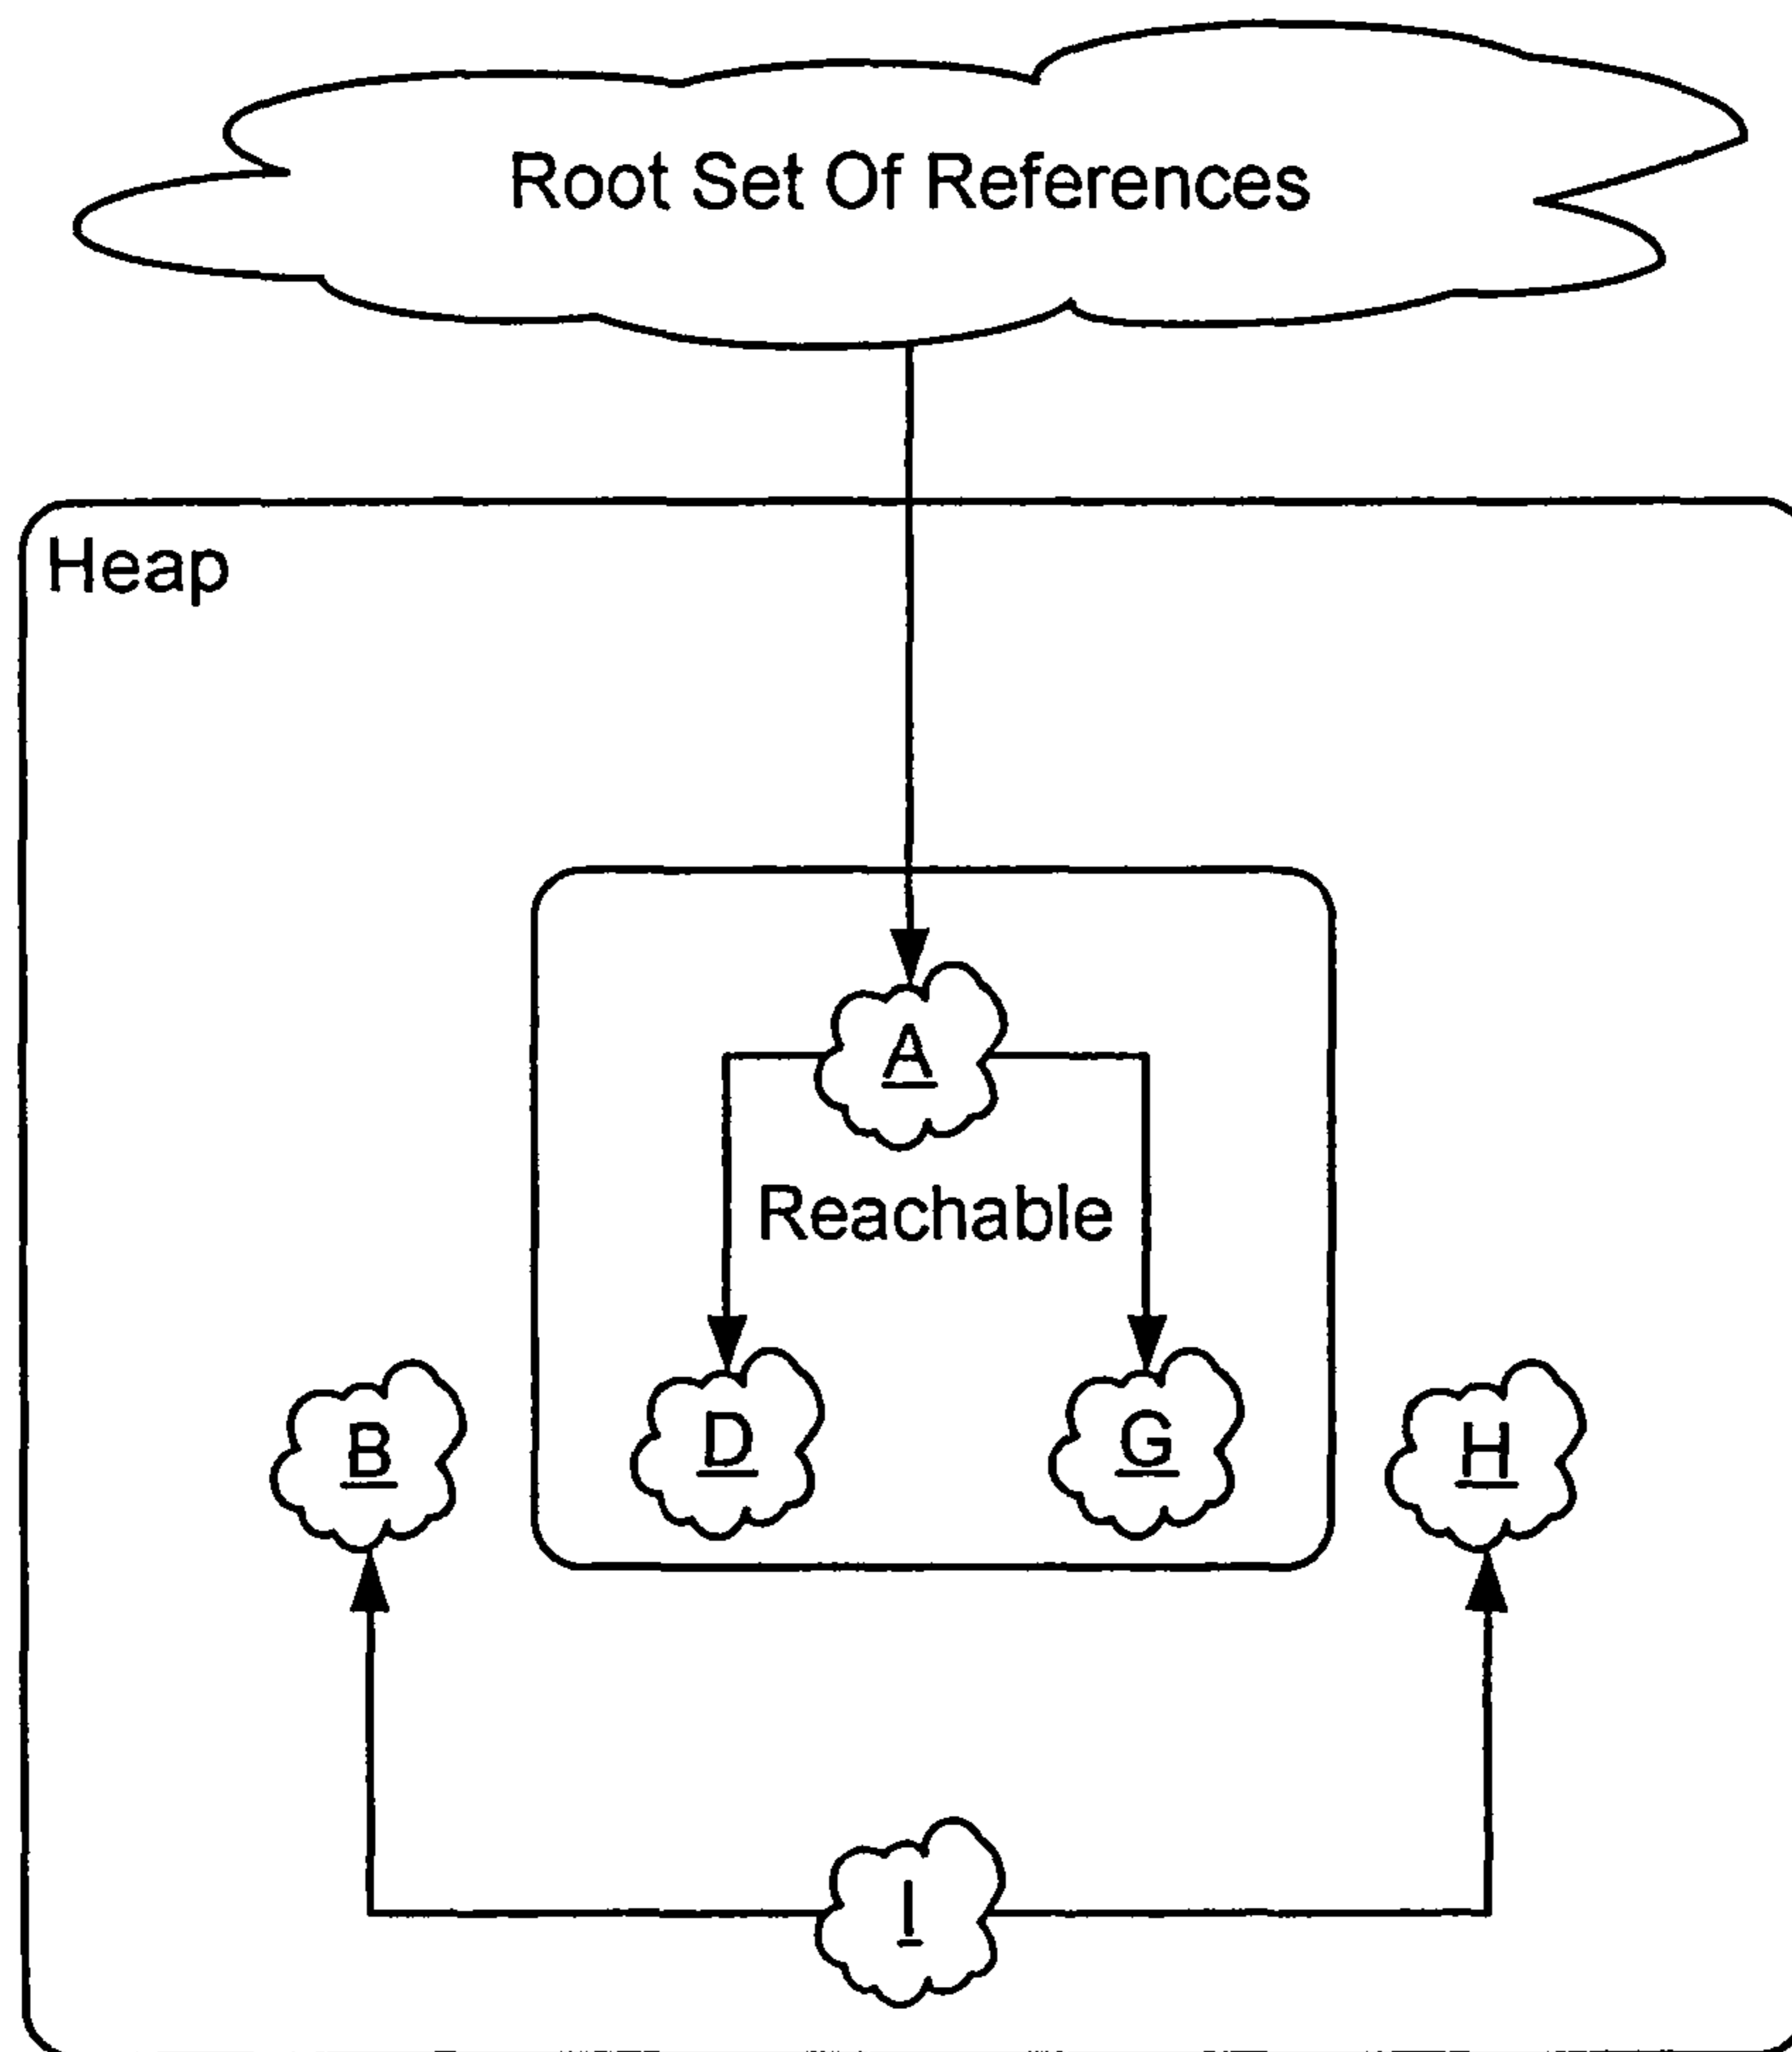 Root Set Of References
Heap
A
Reachable
B
D
G
H
I